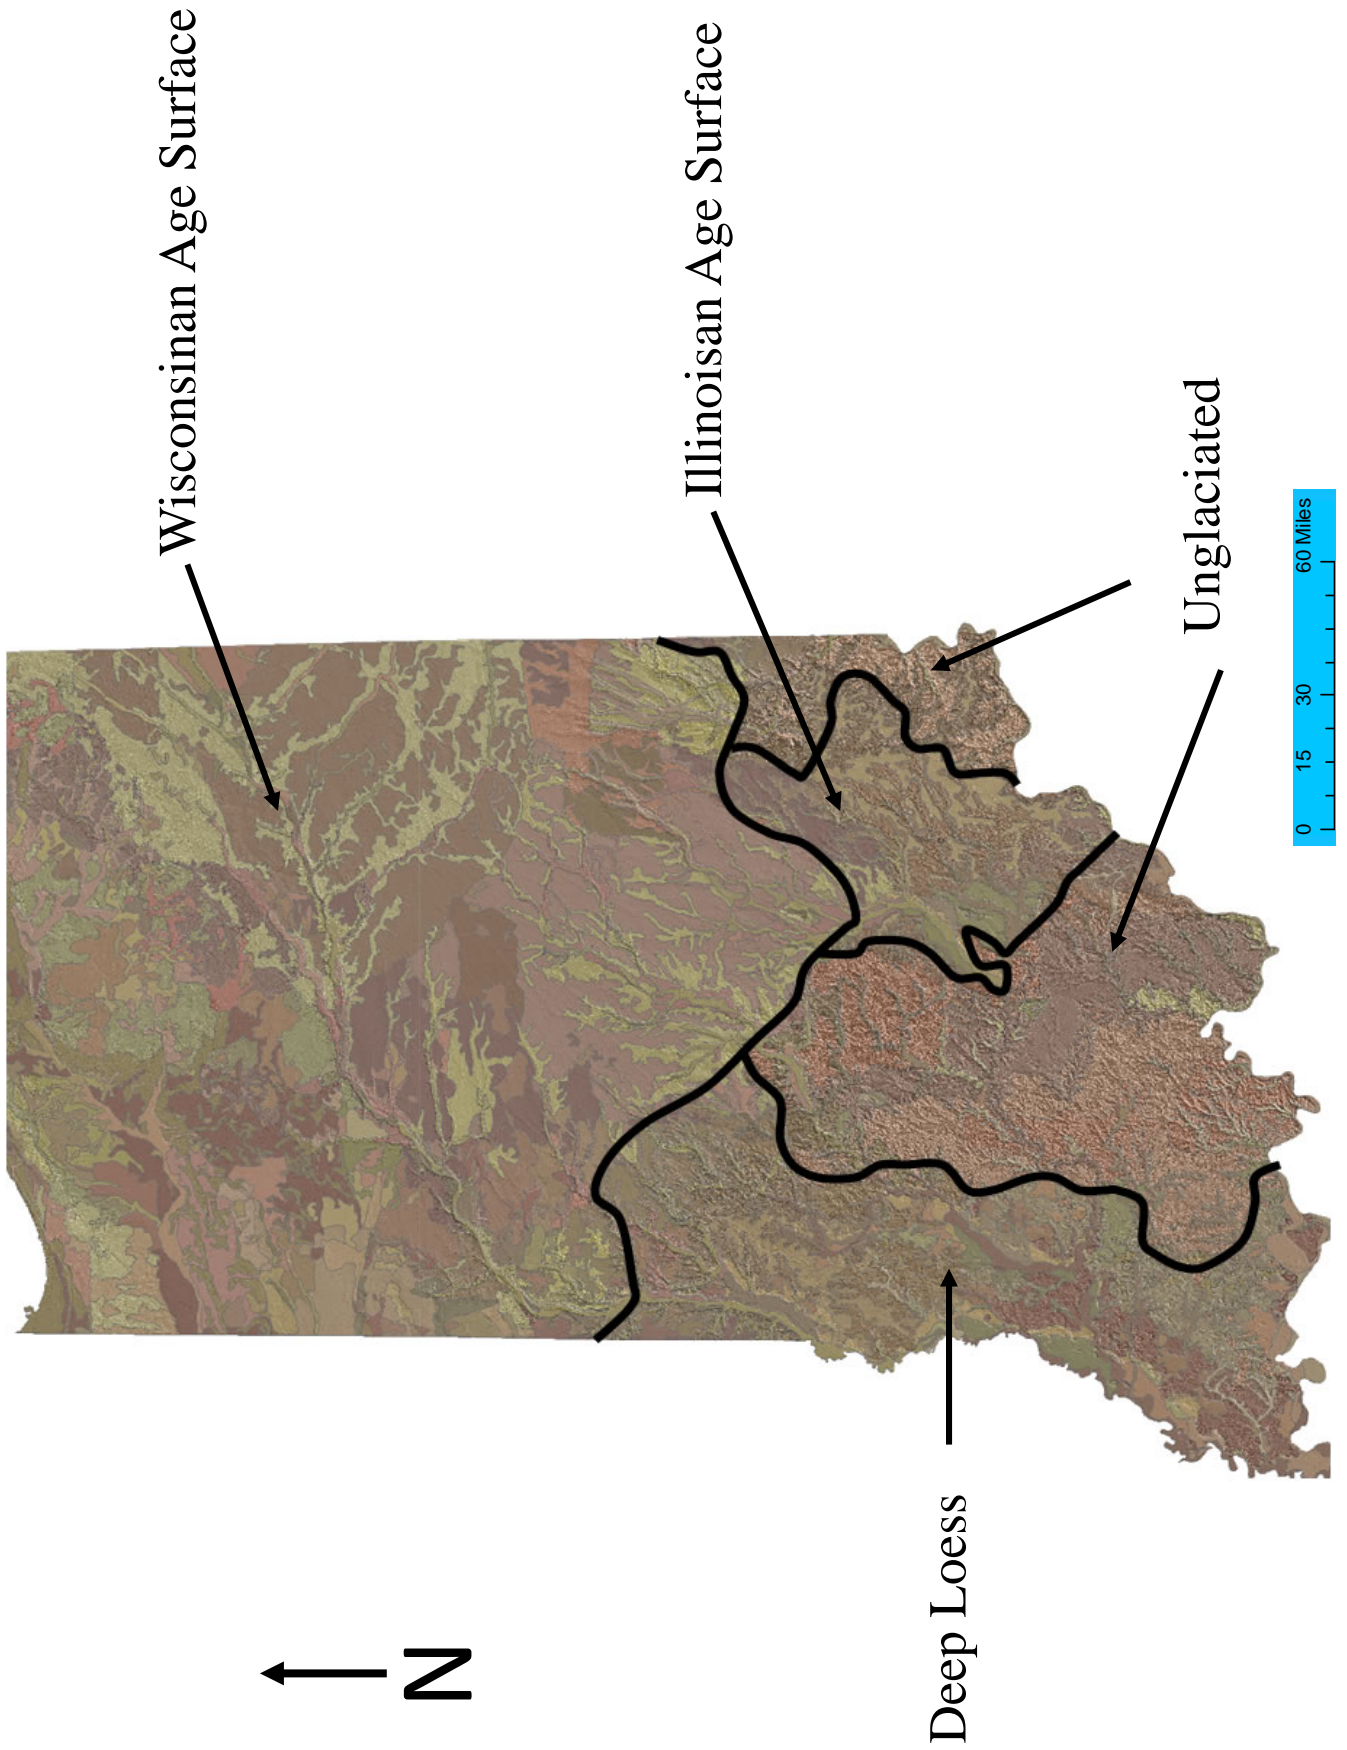 Wisconsinan Age Surface
Illinoisan Age Surface
Unglaciated
Deep Loess
N
0 15 30 60 Miles